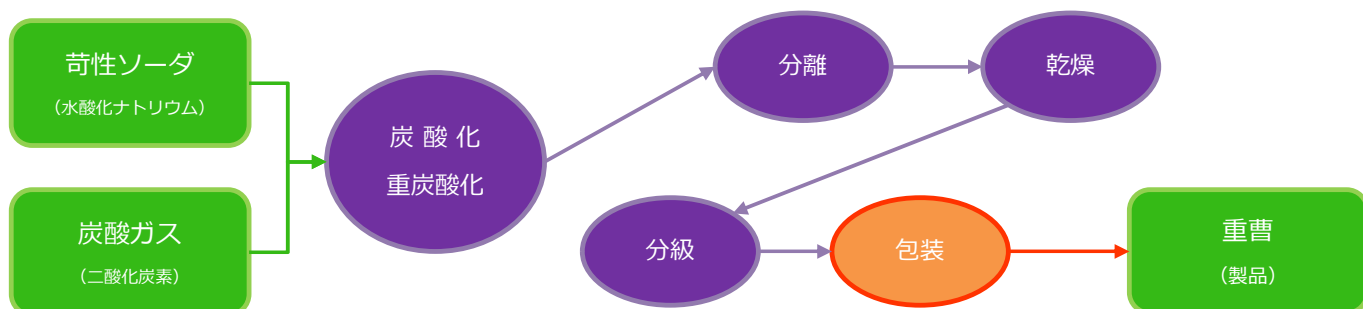 苛性ソーダ
（水酸化ナトリウム）
炭酸ガス
（二酸化炭素）
炭 酸 化
重炭酸化
分離
乾燥
分級
包装
重曹
（製品）